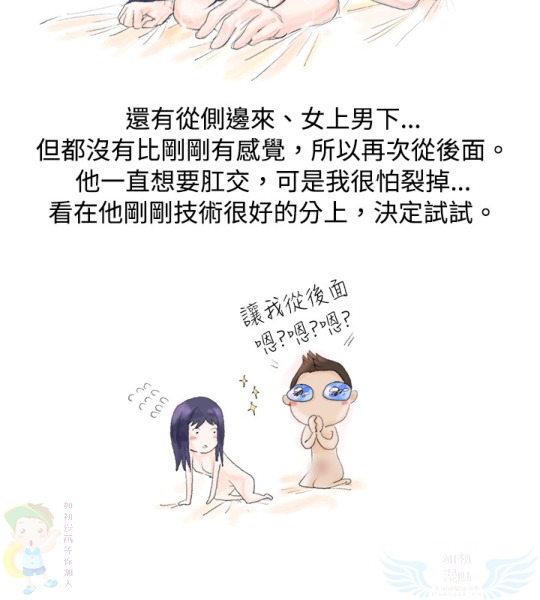 還有從側邊來、女上男下...
但都沒有比剛剛有感覺，所以再次從後面。
他一直想要肛交，可是我很怕裂掉...
看在他剛剛技術很好的分上，決定試試。
讓我從後面
嗯?嗯?嗯?